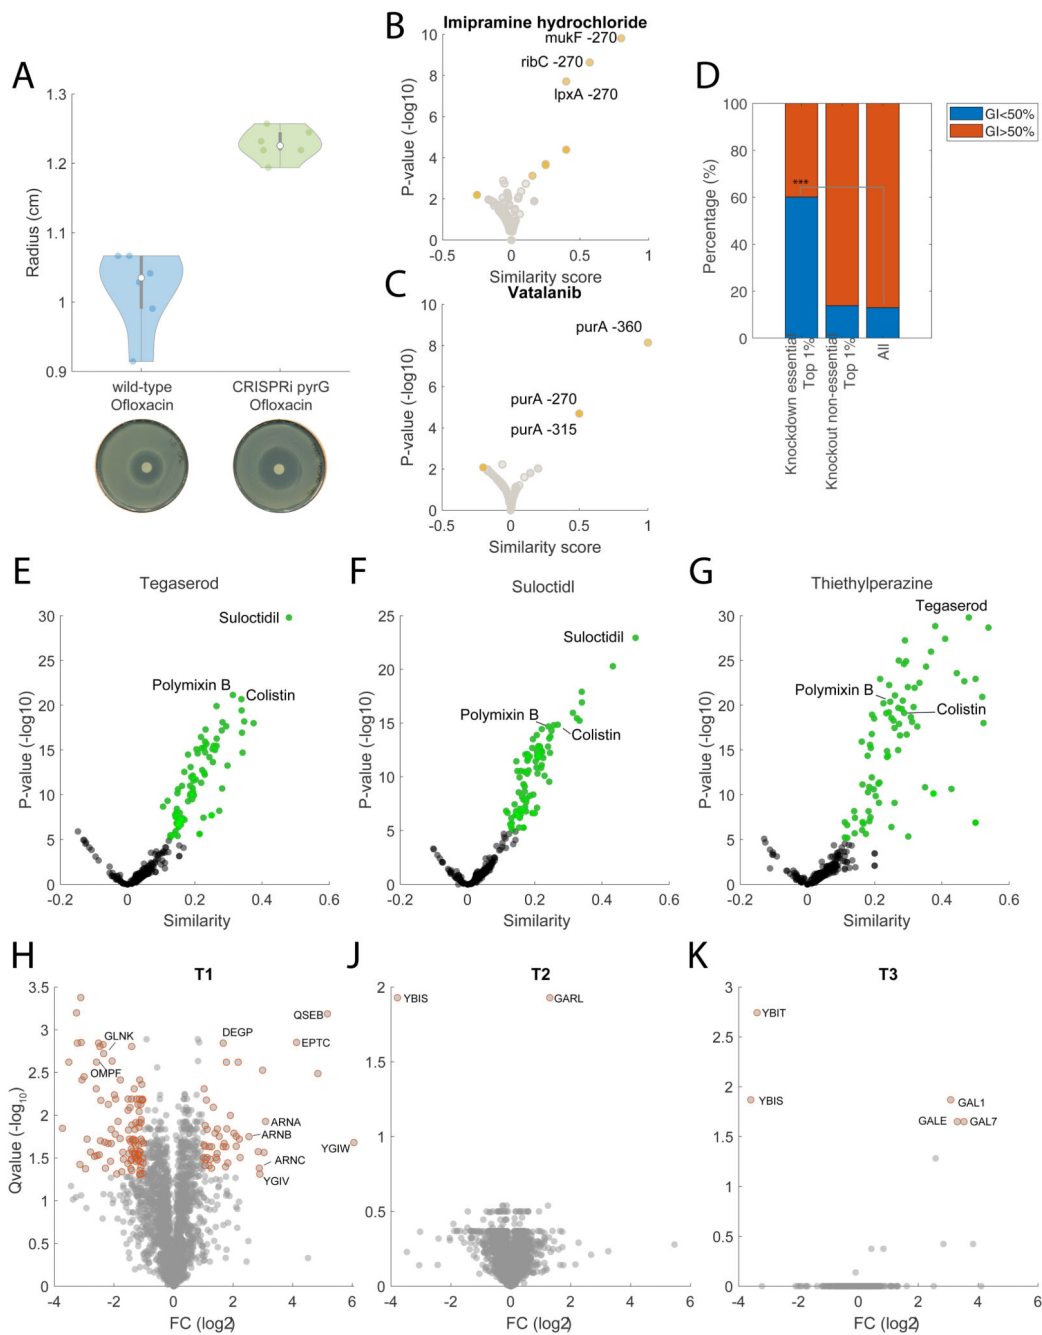 A
1.3
1.2
1.1
1
0.9
Radius (cm)
wild-type
Ofloxacin
CRISPRi pyrG
Ofloxacin
B
Imipramine hydrochloride
mukF -270
ribC -270
lpxA -270
10
8
6
4
2
0
P-value (-log10)
-0.5
0
0.5
1
Similarity score
C
Vatalanib
purA -360
purA -270
purA -315
10
8
6
4
2
0
P-value (-log10)
-0.5
0
0.5
1
Similarity score
D
GI<50%
GI>50%
100
80
60
40
20
0
Percentage (%)
***
Knockdown essential
Top 1%
Knockout non-essential
Top 1%
All
E
Tegaserod
Suloctidil
Polymixin B
Colistin
30
25
20
15
10
5
0
P-value (-log10)
-0.2
0
0.2
0.4
0.6
Similarity
F
Suloctidl
Suloctidil
Polymixin B
Colistin
25
20
15
10
5
0
P-value (-log10)
-0.2
0
0.2
0.4
0.6
Similarity
G
Thiethylperazine
Tegaserod
Polymixin B
Colistin
30
25
20
15
10
5
0
P-value (-log10)
-0.2
0
0.2
0.4
0.6
Similarity
H
T1
QSEB
DEGP
EPTC
GLNK
OMPF
ARNA
ARNB
YGIW
ARNC
YGIV
3.5
3
2.5
2
1.5
1
0.5
0
Qvalue (-log10)
-4
-2
0
2
4
6
FC (log2)
J
T2
YBIS
GARL
2
1.5
1
0.5
0
-4
-2
0
2
4
6
FC (log2)
K
T3
YBIT
YBIS
GAL1
GALE
GAL7
3
2.5
2
1.5
1
0.5
0
-4
-2
0
2
4
6
FC (log2)